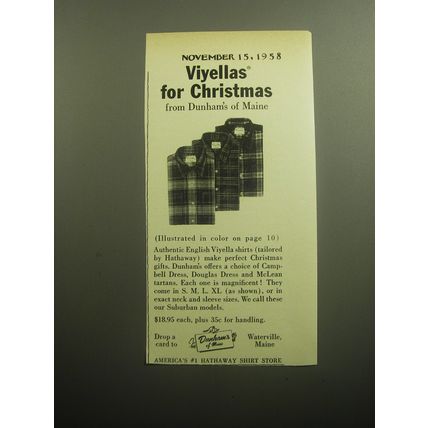 NOVEMBER 15, 1958
Viyellas®
for Christmas
from Dunham's of Maine
(Illustrated in color on page 10)
Authentic English Viyella shirts (tailored
by Hathaway) make perfect Christmas
gifts. Dunham's offers a choice of Camp-
bell Dress, Douglas Dress and McLean
tartans. Each one is magnificent! They
come in S. M. L. XL (as shown), or in
exact neck and sleeve sizes. We call these
our Suburban models.
$18.95 each, plus 35c for handling.
Drop a
card to
Dunham's
of Maine
Waterville,
Maine
AMERICA'S #1 HATHAWAY SHIRT STORE